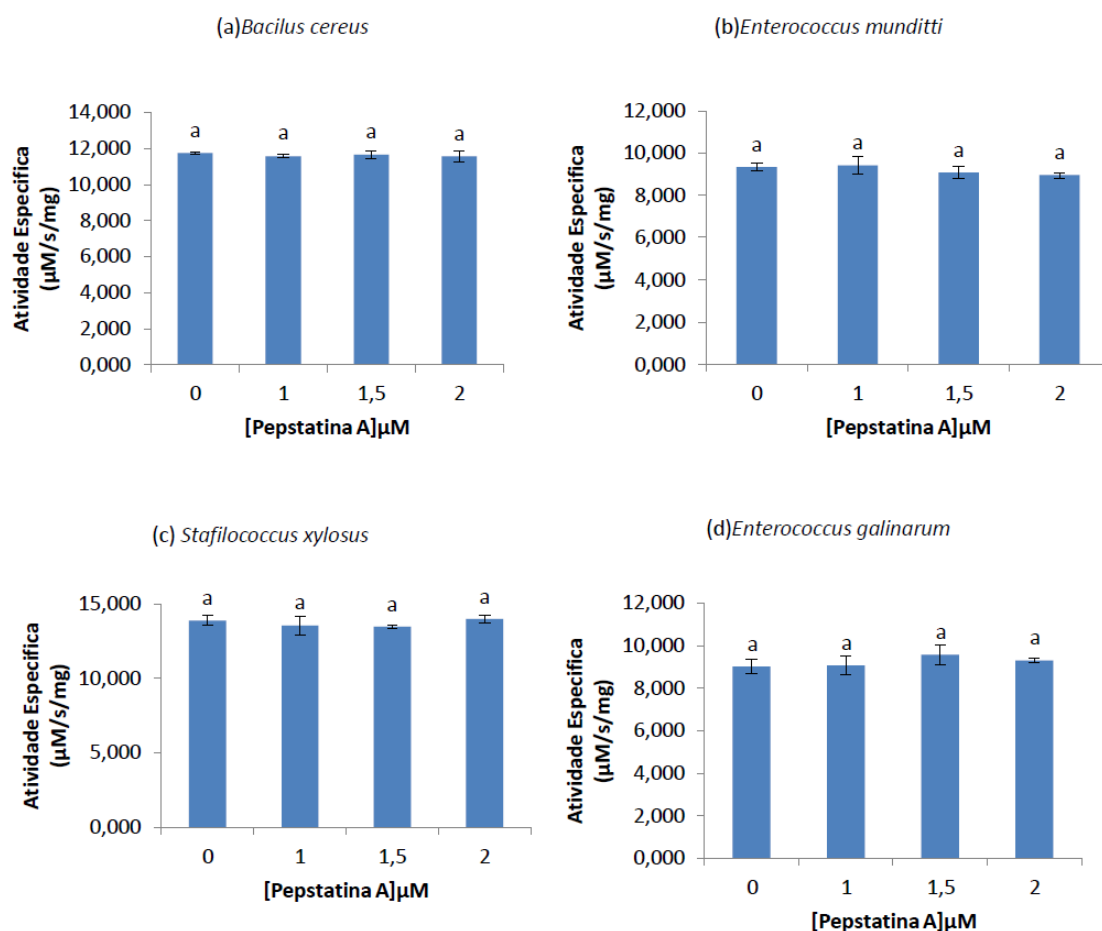 (a)Bacilus cereus
a
a
a
a
14,000
12,000
10,000
8,000
6,000
4,000
2,000
0,000
Atividade Especifica
(µM/s/mg)
0 1 1,5 2
[Pepstatina A]µM
(b)Enterococcus munditti
a
a
a
a
12,000
10,000
8,000
6,000
4,000
2,000
0,000
Atividade Especifica
(µM/s/mg)
0 1 1,5 2
[Pepstatina A]µM
(c) Stafilococcus xylosus
a
a
a
a
15,000
10,000
5,000
0,000
Atividade Especifica
(µM/s/mg)
0 1 1,5 2
[Pepstatina A]µM
(d)Enterococcus galinarum
a
a
a
a
12,000
10,000
8,000
6,000
4,000
2,000
0,000
Atividade Especifica
(µM/s/mg)
0 1 1,5 2
[Pepstatina A]µM